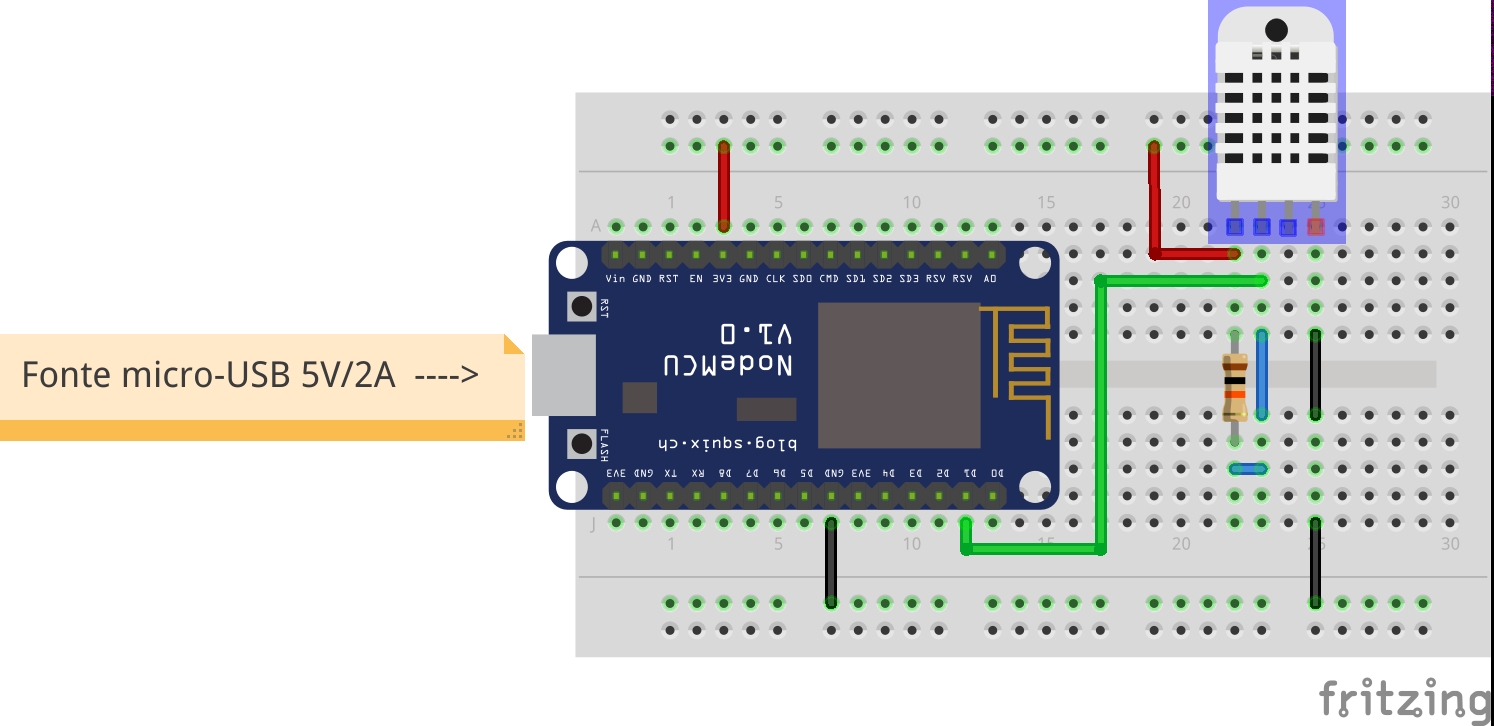 1 5 10 15 20 25 30
A
Vin GND RST EN 3V3 GND CLK SD0 CMD SD1 SD2 SD3 RSV RSV A0
RST
V1.0
NodeMCU
Fonte micro-USB 5V/2A ---->
blog.squix.ch
FLASH
3V3 GND TX RX D8 D7 D6 D5 GND 3V3 D4 D3 D2 D1 D0
J
1 5 10 15 20 25 30
fritzing